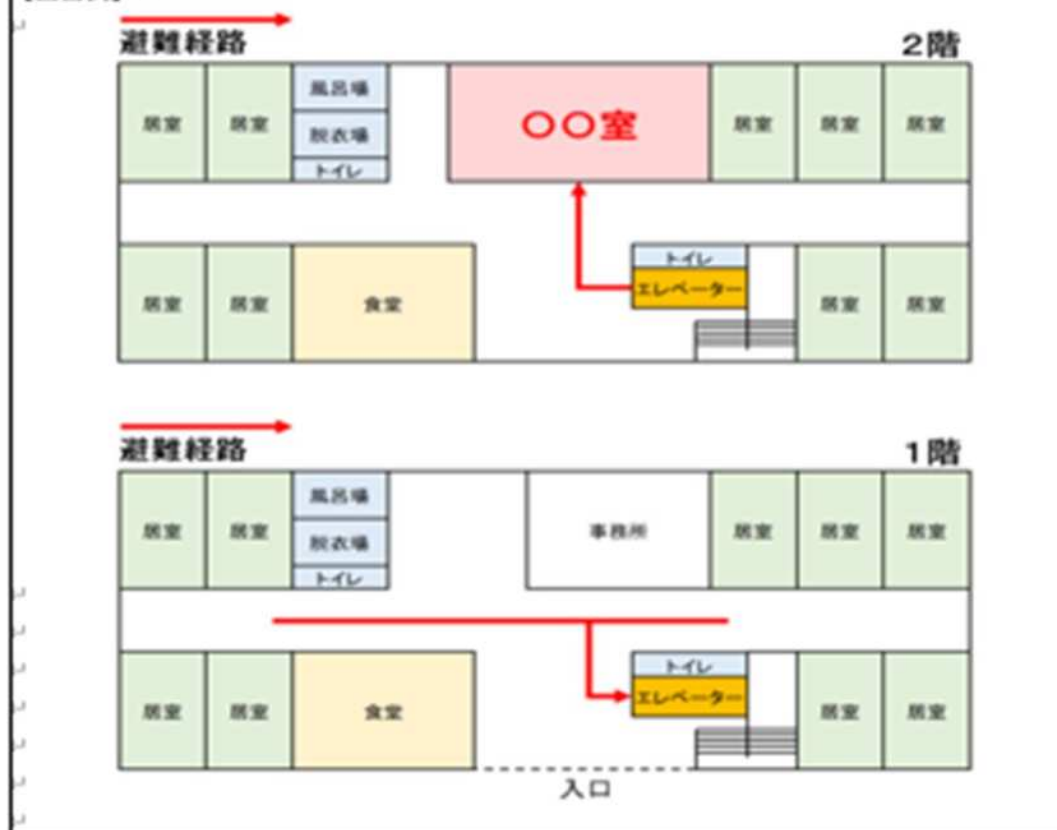 避難経路
2階
居室 居室 風呂場 〇〇室 居室 居室 居室
脱衣場
トイレ
居室 居室 食堂 トイレ 居室 居室
エレベーター
避難経路
1階
居室 居室 風呂場 事務所 居室 居室 居室
脱衣場
トイレ
居室 居室 食堂 トイレ 居室 居室
エレベーター
入口